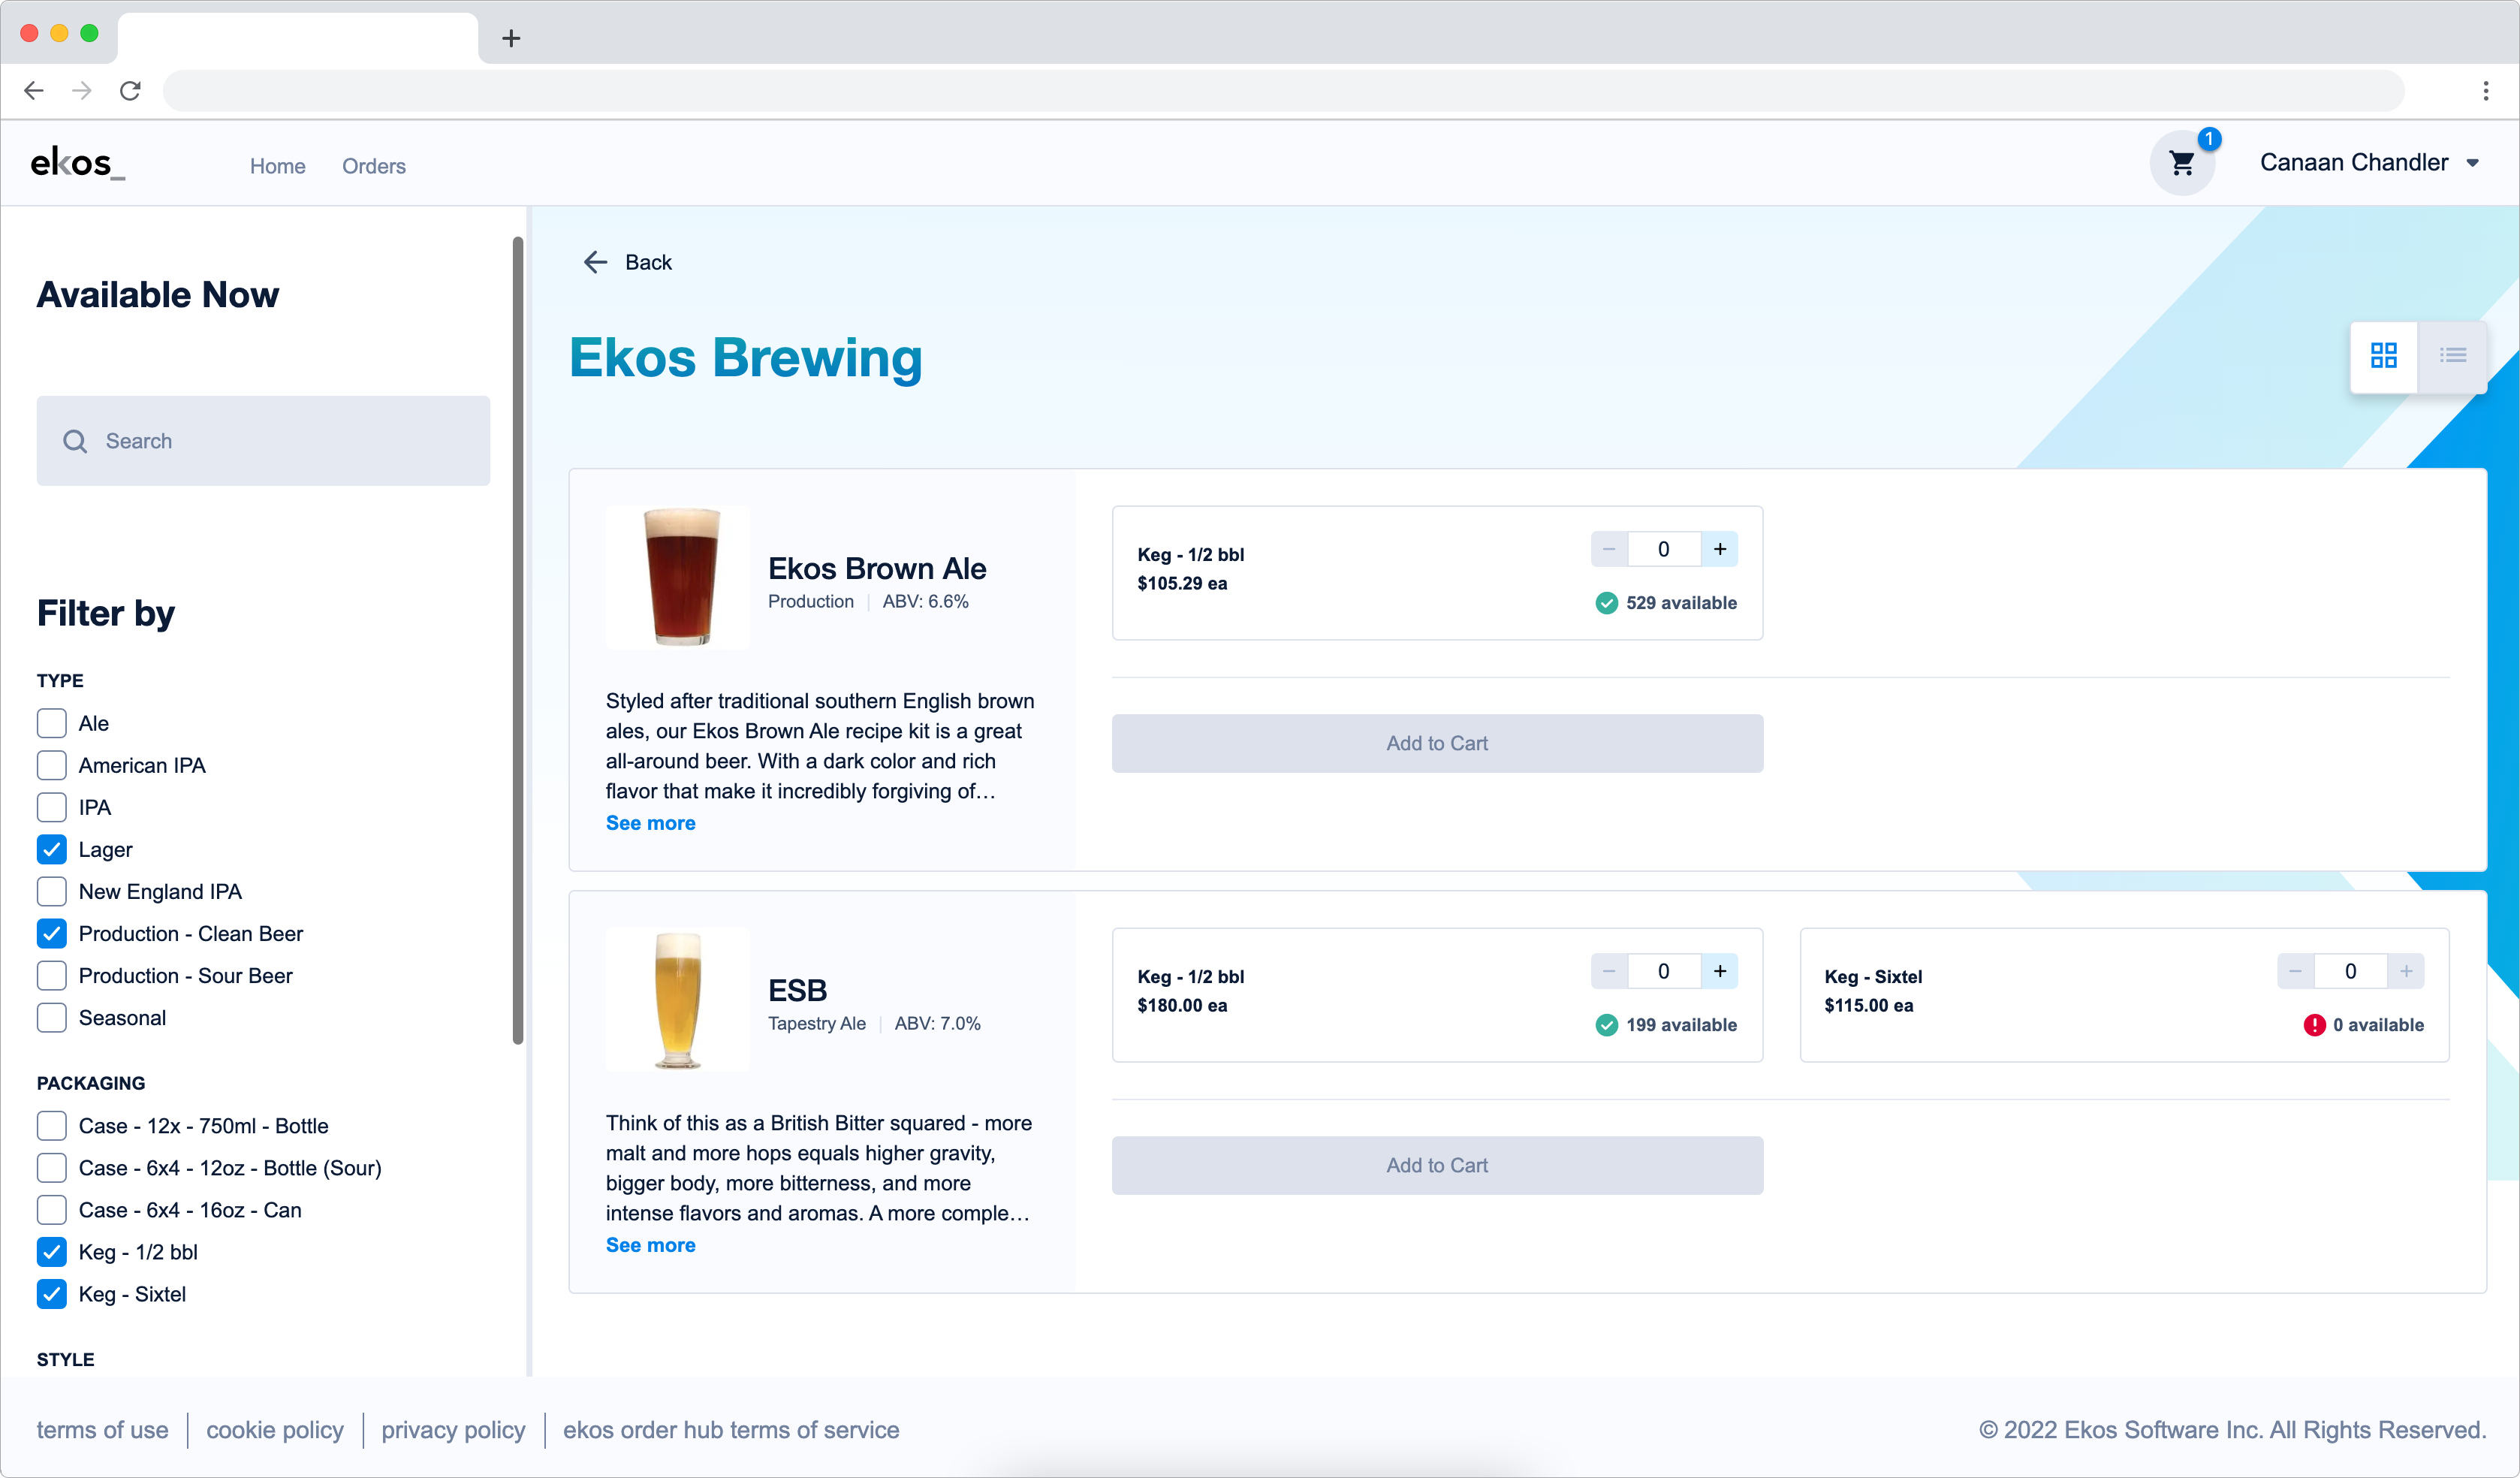 ekos_
Home
Orders
1
Canaan Chandler
Available Now
Search
Filter by
TYPE
Ale
American IPA
IPA
Lager
New England IPA
Production - Clean Beer
Production - Sour Beer
Seasonal
PACKAGING
Case - 12x - 750ml - Bottle
Case - 6x4 - 12oz - Bottle (Sour)
Case - 6x4 - 16oz - Can
Keg - 1/2 bbl
Keg - Sixtel
STYLE
Back
Ekos Brewing
Ekos Brown Ale
Production | ABV: 6.6%
Styled after traditional southern English brown
ales, our Ekos Brown Ale recipe kit is a great
all-around beer. With a dark color and rich
flavor that make it incredibly forgiving of…
See more
Keg - 1/2 bbl
$105.29 ea
0
529 available
Add to Cart
ESB
Tapestry Ale | ABV: 7.0%
Think of this as a British Bitter squared - more
malt and more hops equals higher gravity,
bigger body, more bitterness, and more
intense flavors and aromas. A more comple…
See more
Keg - 1/2 bbl
$180.00 ea
0
199 available
Keg - Sixtel
$115.00 ea
0
0 available
Add to Cart
terms of use | cookie policy | privacy policy | ekos order hub terms of service
© 2022 Ekos Software Inc. All Rights Reserved.